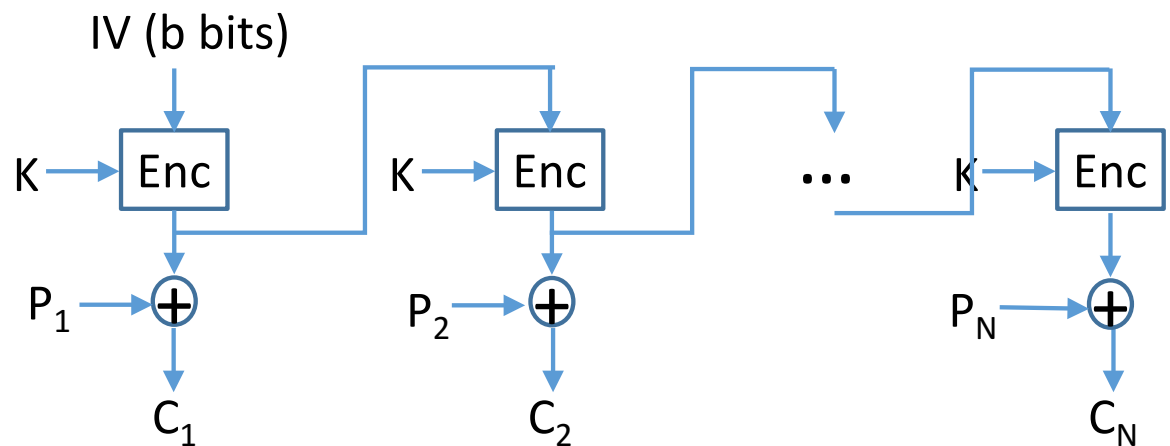 IV (b bits)
K Enc K Enc ... K Enc
P1 + P2 + PN +
C1 C2 CN